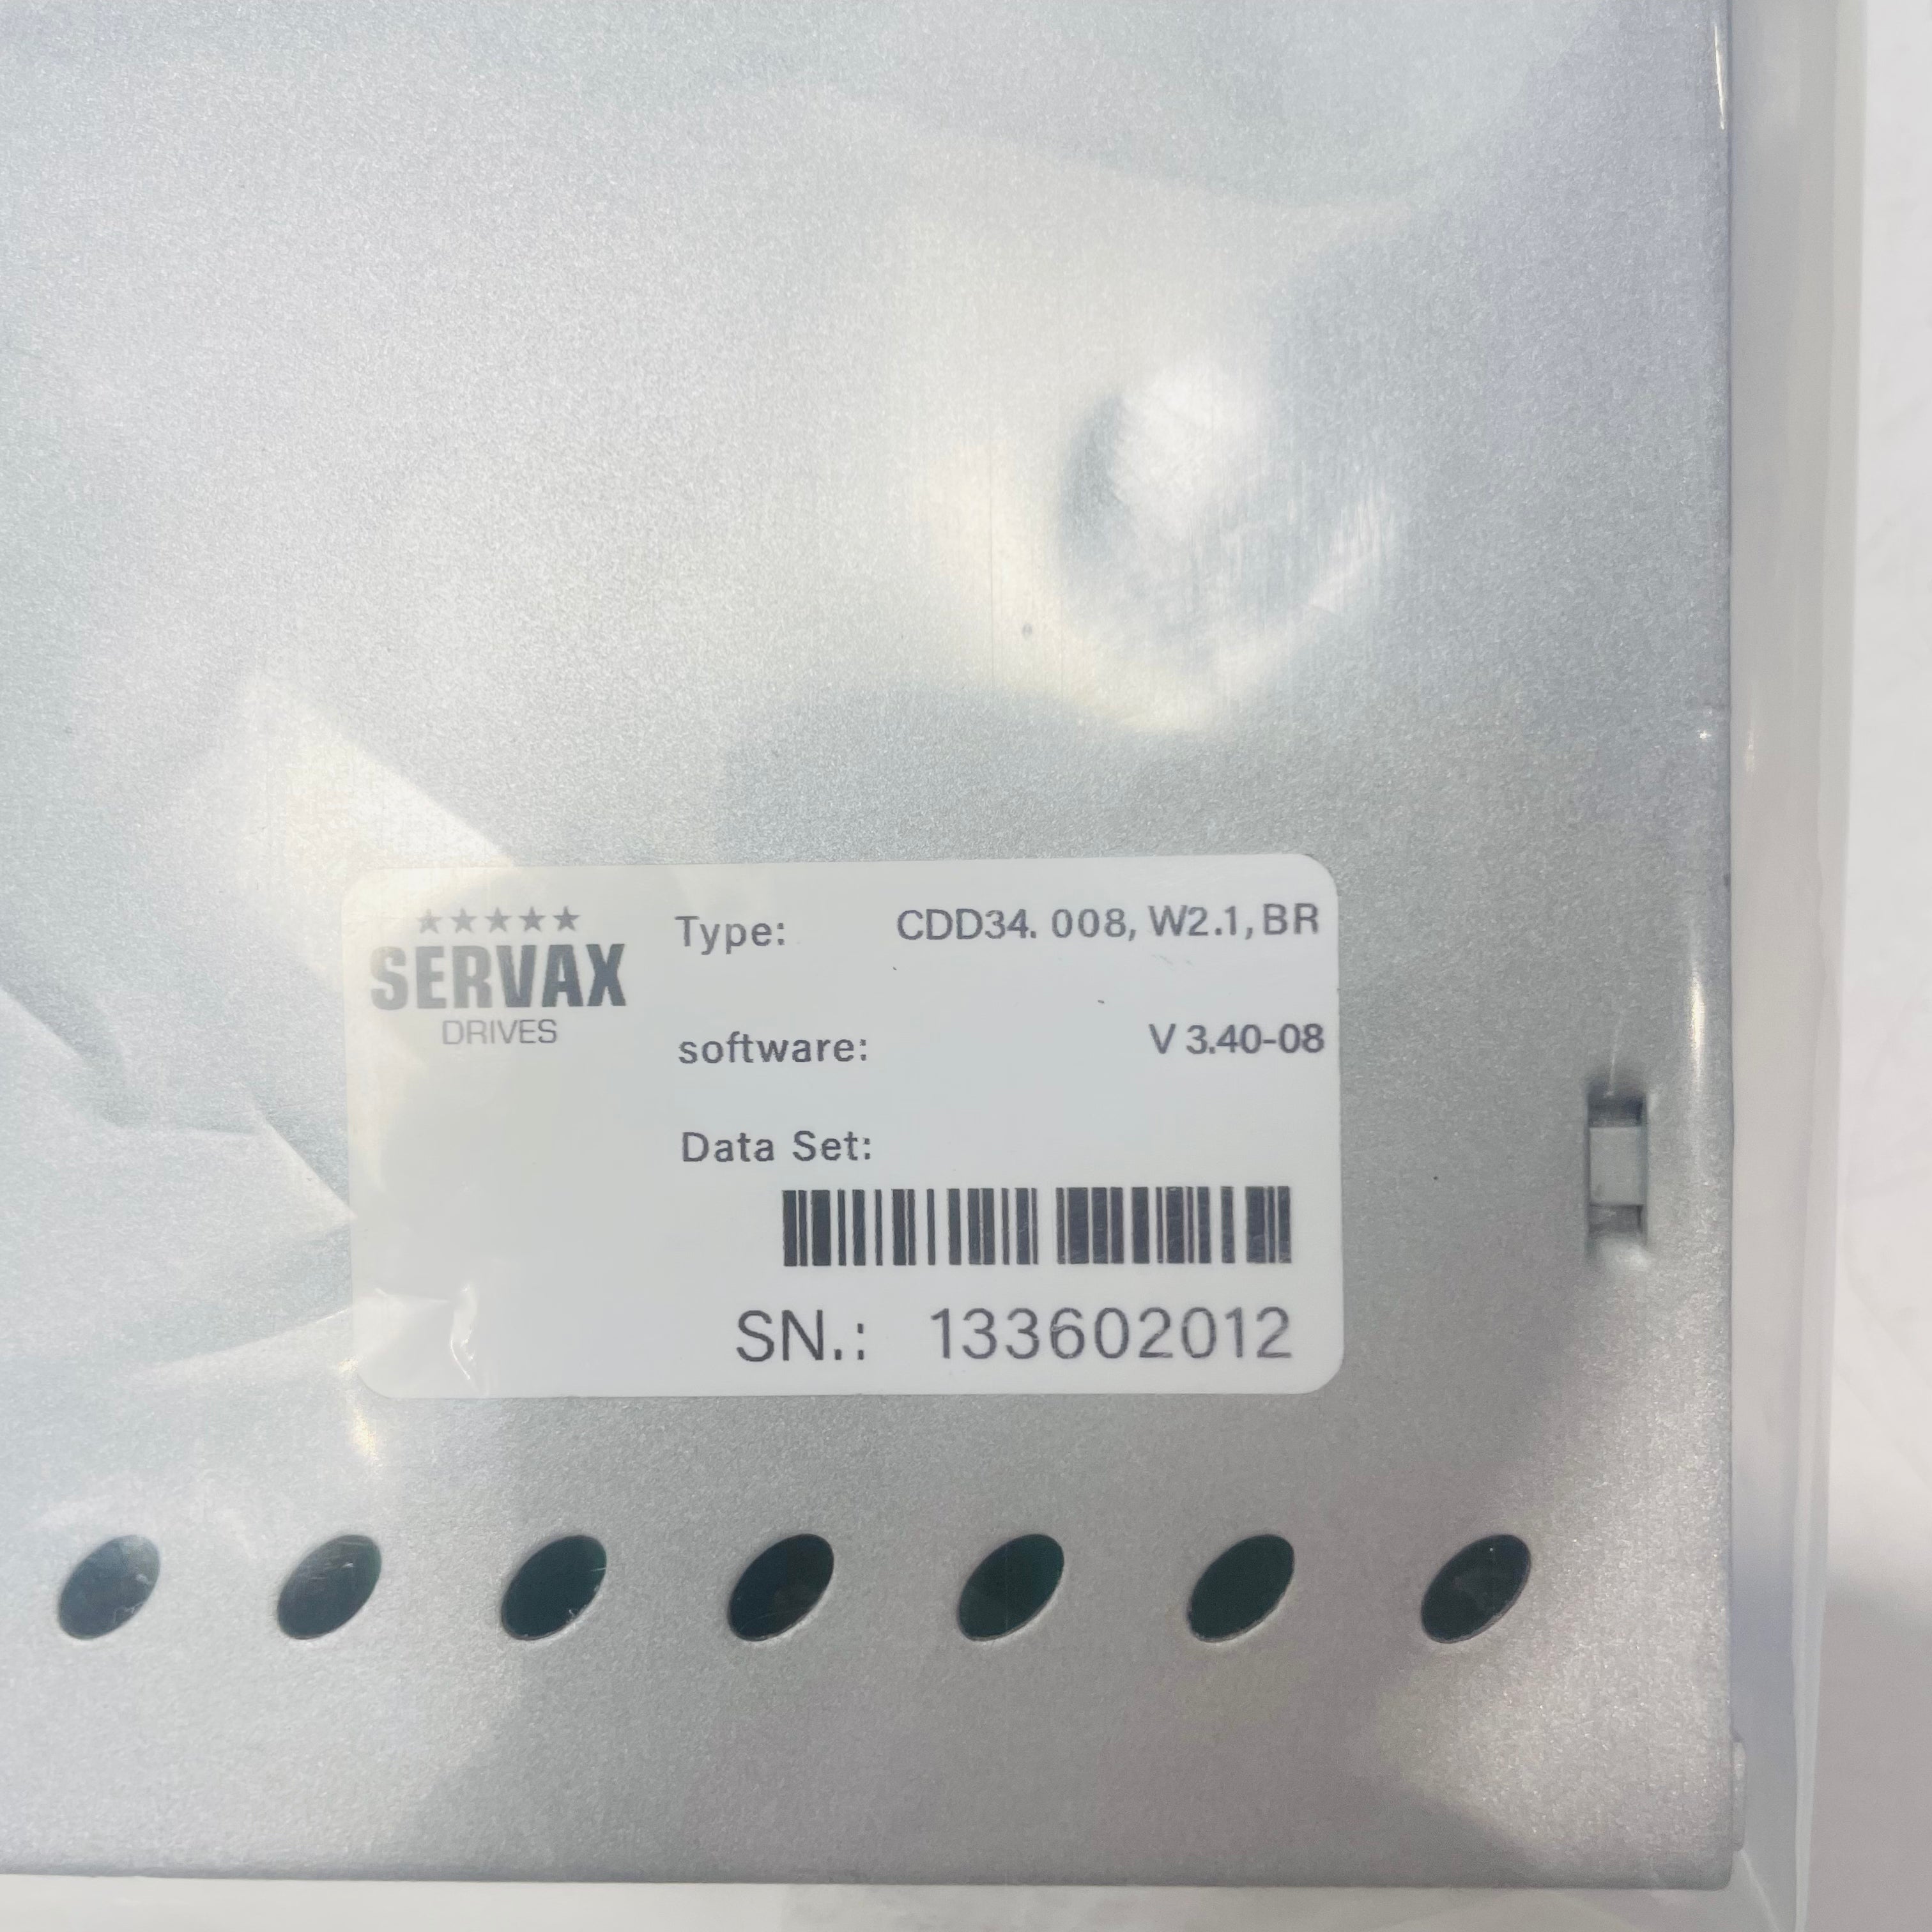 ★★★★★
SERVAX
DRIVES
Type: CDD34. 008, W2.1, BR
software: V 3.40-08
Data Set:
SN.: 133602012